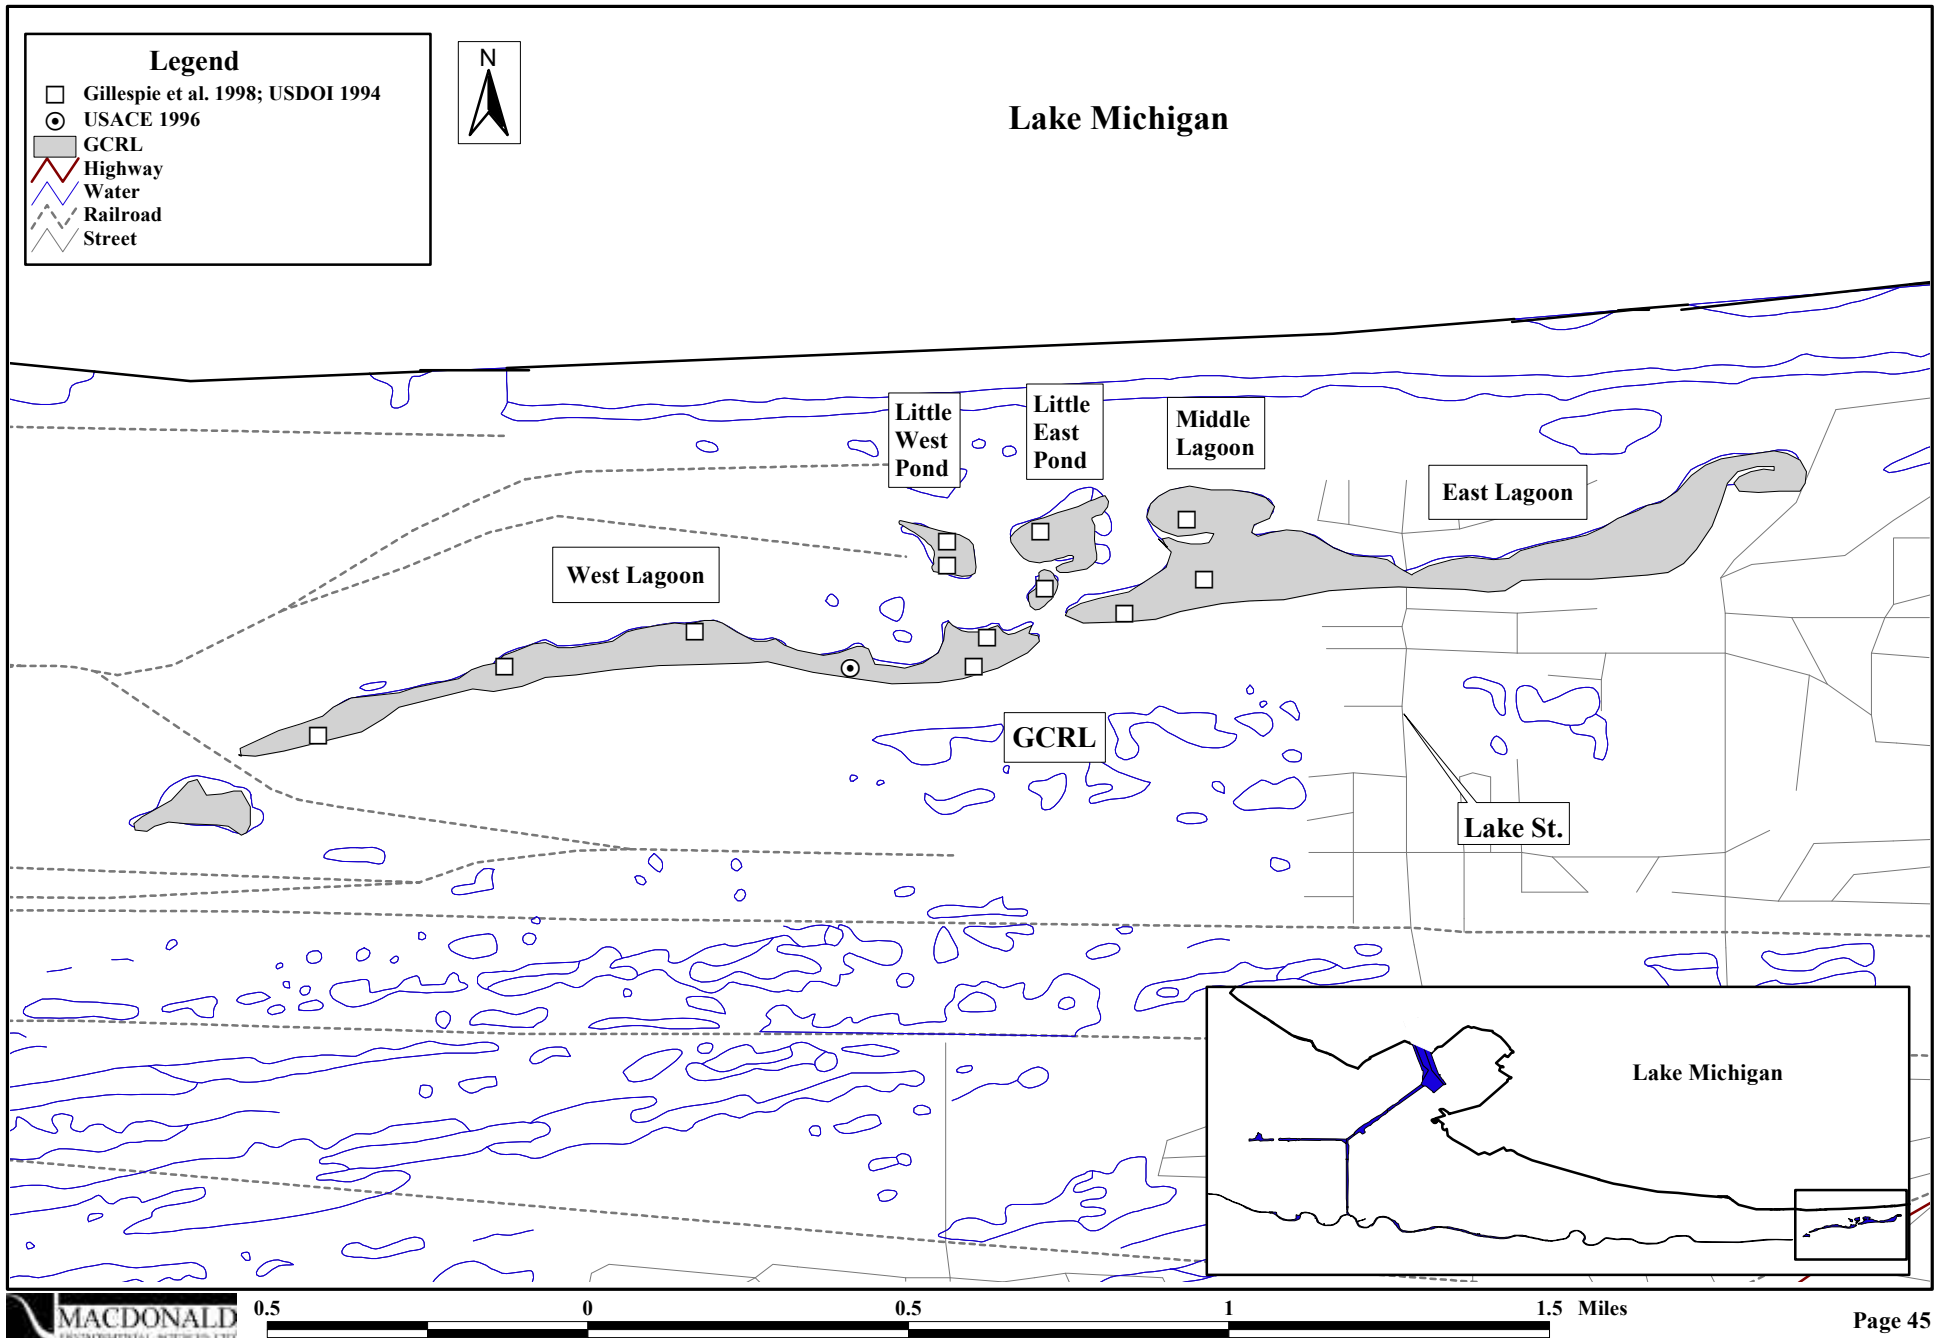 Legend
Gillespie et al. 1998; USDOI 1994
USACE 1996
GCRL
Highway
Water
Railroad
Street
N
Lake Michigan
Little
West
Pond
Little
East
Pond
Middle
Lagoon
East Lagoon
West Lagoon
GCRL
Lake St.
Lake Michigan
MACDONALD
0.5
0
0.5
1
1.5 Miles
Page 45